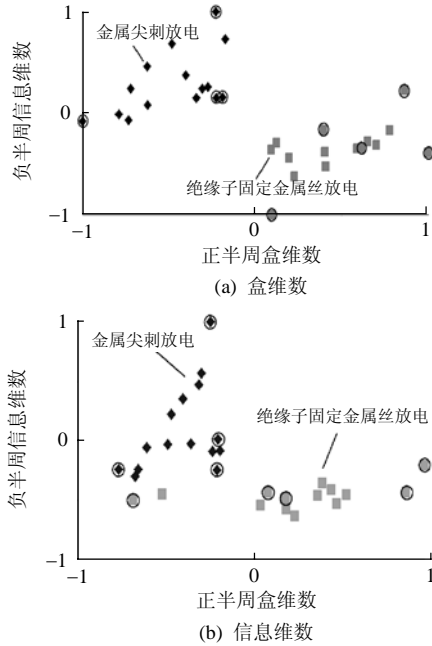 1
金属尖刺放电
负半周信息维数
0
绝缘子固定金属丝放电
−1
−1
0
1
正半周盒维数
(a) 盒维数
1
金属尖刺放电
负半周信息维数
绝缘子固定金属丝放电
0
−1
−1
0
1
正半周盒维数
(b) 信息维数